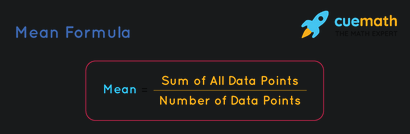 Mean Formula
cuemath
THE MATH EXPERT
Mean = Sum of All Data Points
Number of Data Points